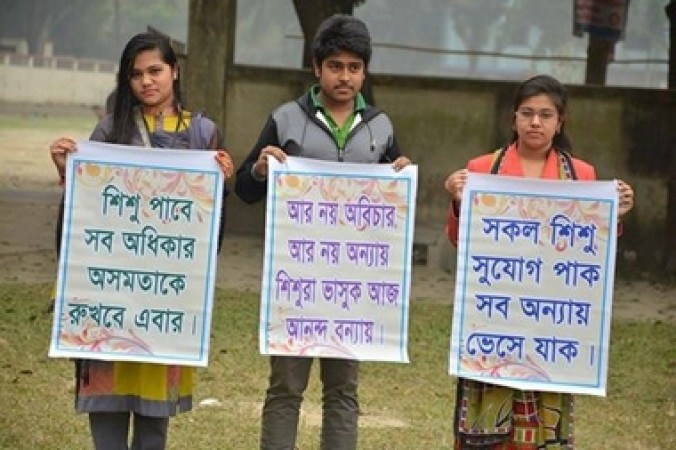 শিশু পাবে
সব অধিকার
অসমতাকে
রুখবে এবার।
আর নয় অবিচার,
আর নয় অন্যায়
শিশুরা ভাসুক আজ
আনন্দ বন্যায়।
সকল শিশু
সুযোগ পাক
সব অন্যায়
ভেসে যাক।